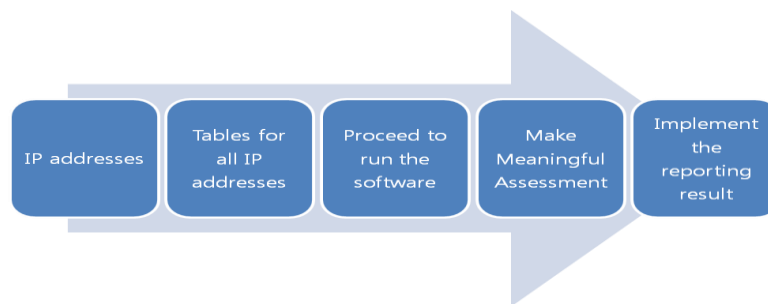 IP addresses
Tables for
all IP
addresses
Proceed to
run the
software
Make
Meaningful
Assessment
Implement
the
reporting
result